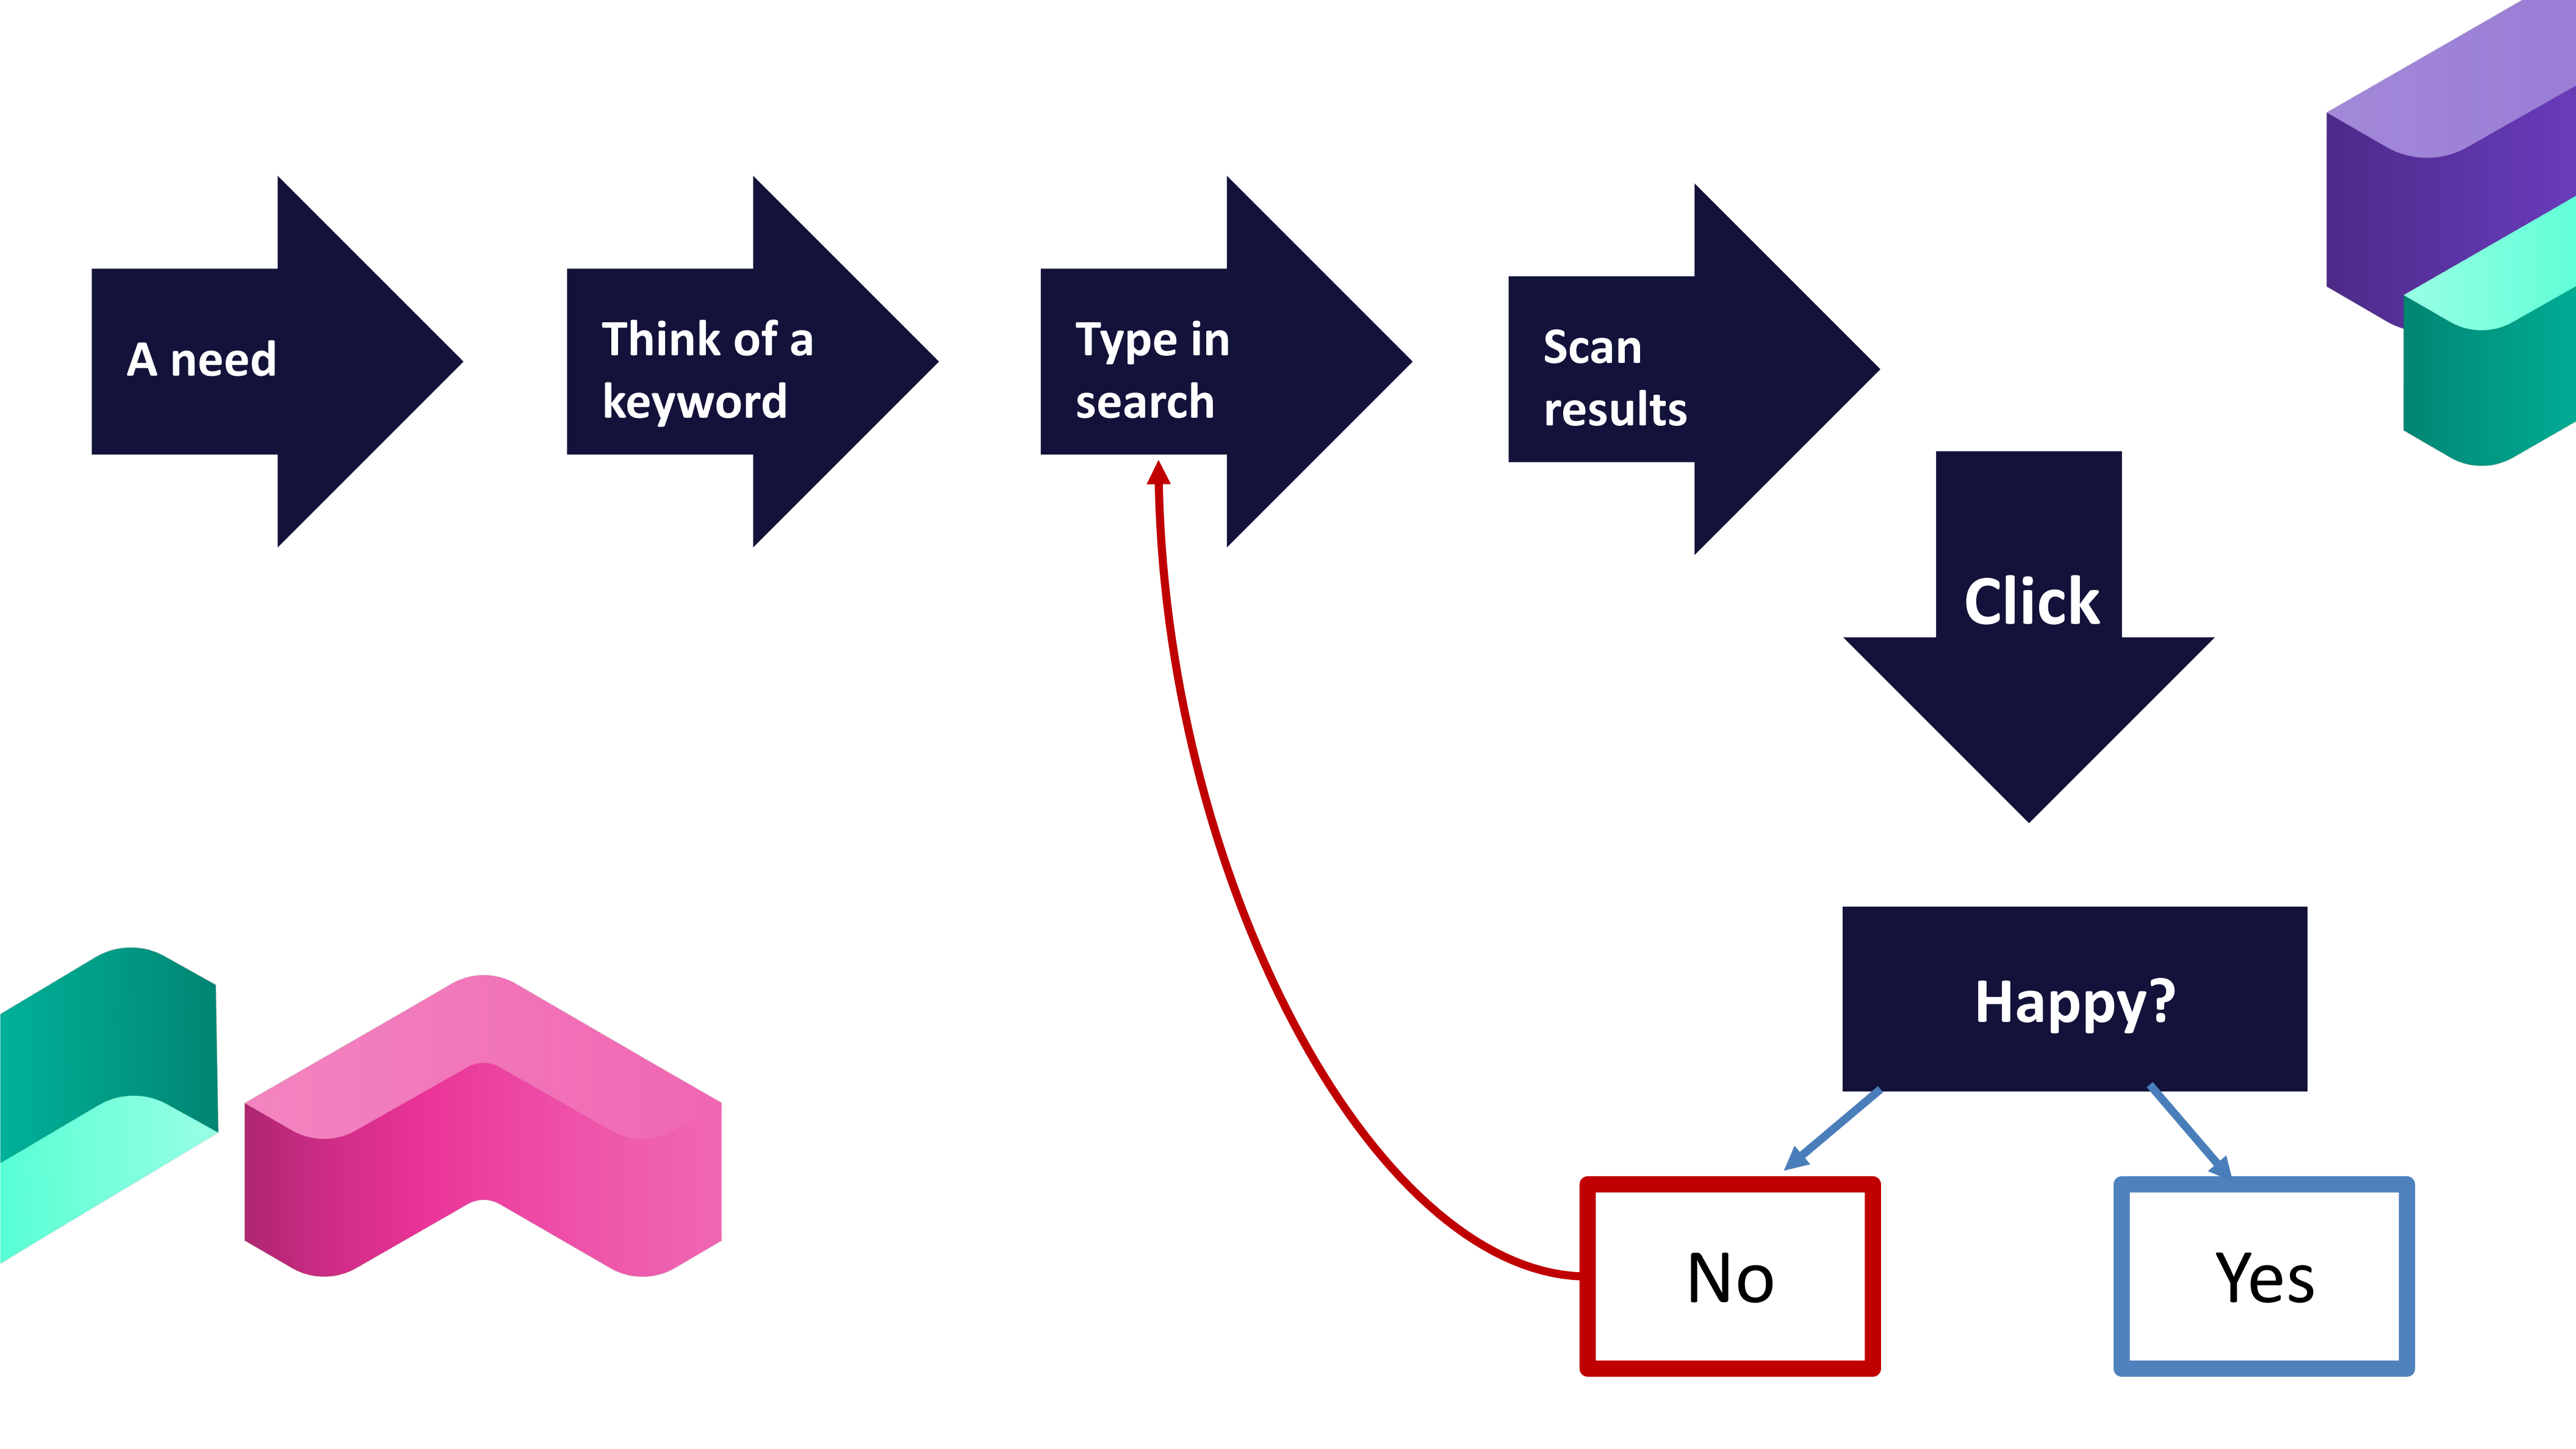 A need
Think of a
keyword
Type in
search
Scan
results
Click
Happy?
No
Yes